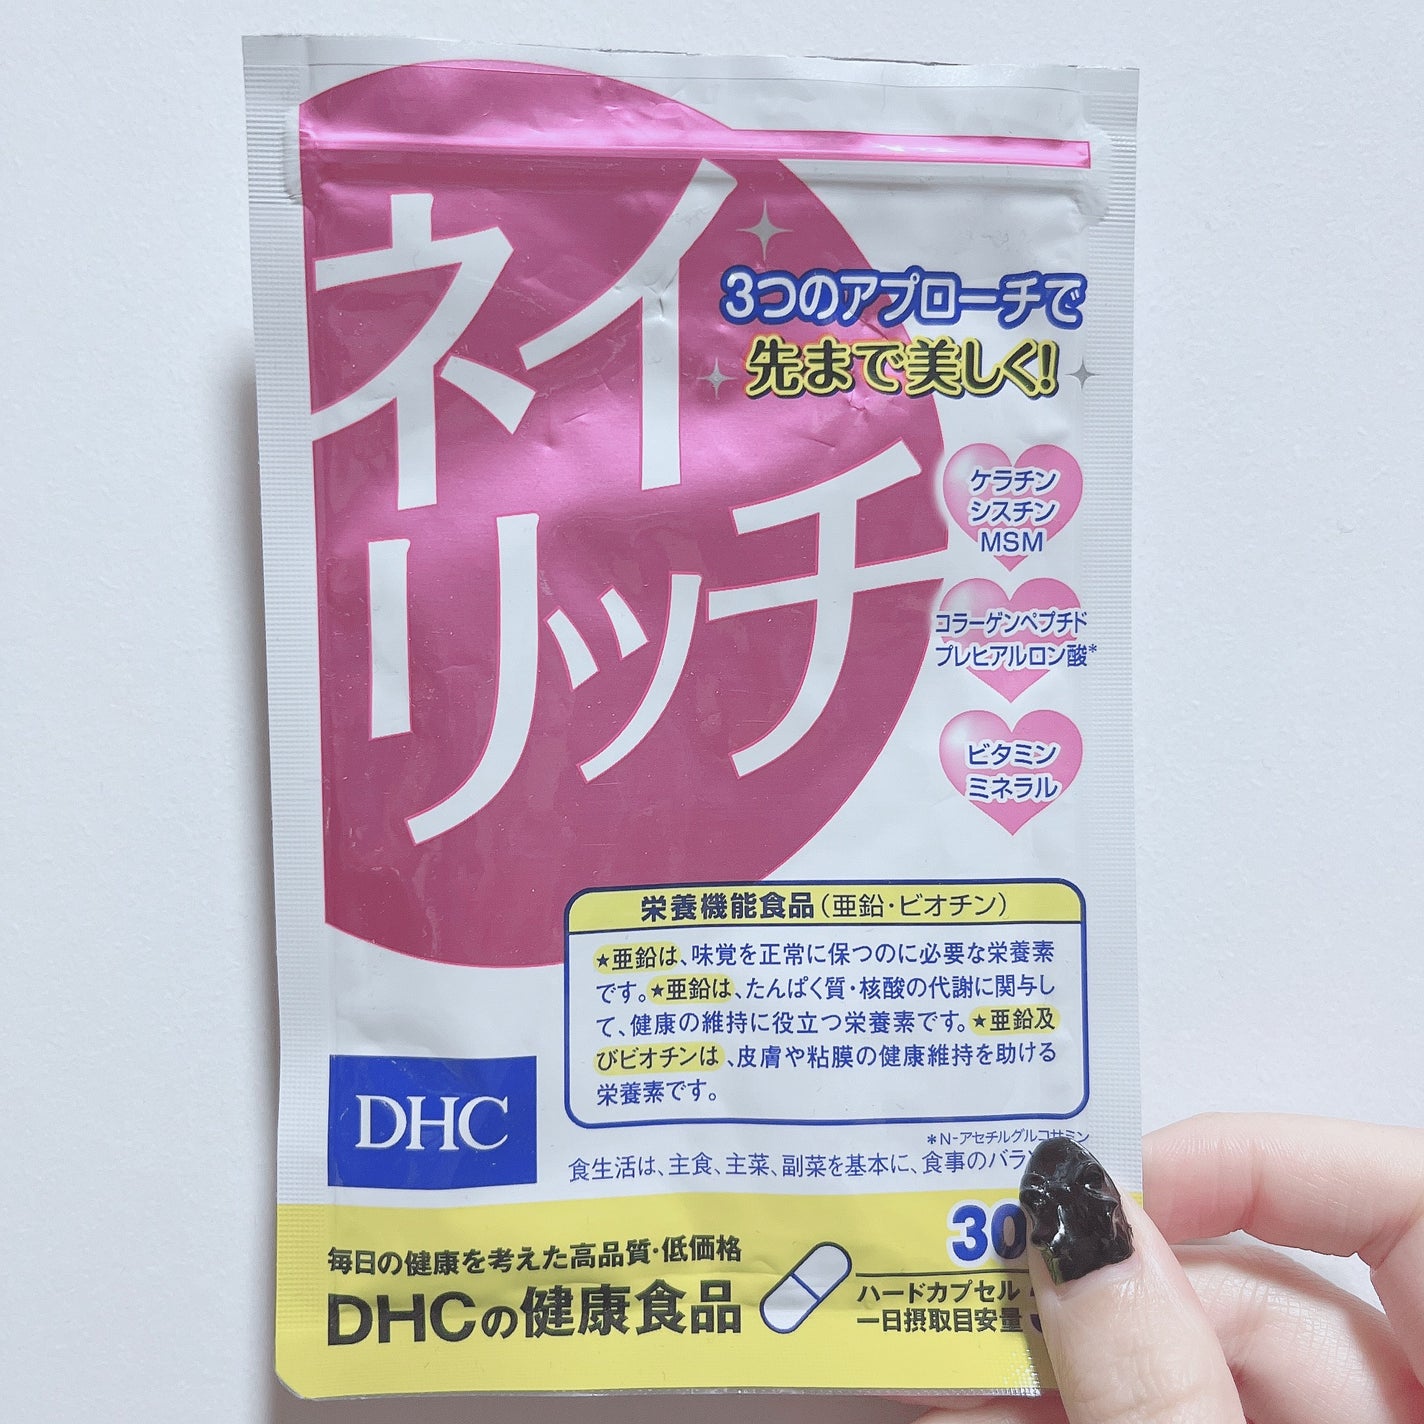 ネイ
リッチ
3つのアプローチで
先まで美しく!
ケラチン
シスチン
MSM
コラーゲンペプチド
プレヒアルロン酸*
ビタミン
ミネラル
栄養機能食品(亜鉛・ビオチン)
★亜鉛は、味覚を正常に保つのに必要な栄養素
です。★亜鉛は、たんぱく質・核酸の代謝に関与し
て、健康の維持に役立つ栄養素です。★亜鉛及
びビオチンは、皮膚や粘膜の健康維持を助ける
栄養素です。
*N-アセチルグルコサミン
食生活は、主食、主菜、副菜を基本に、食事のバラン
DHC
毎日の健康を考えた高品質・低価格
DHCの健康食品
30
ハードカプセル
一日摂取目安量